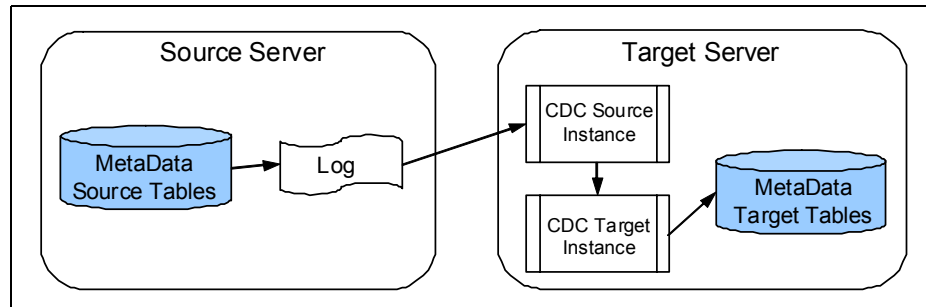 Source Server
MetaData
Source Tables
Log
Target Server
CDC Source
Instance
CDC Target
Instance
MetaData
Target Tables